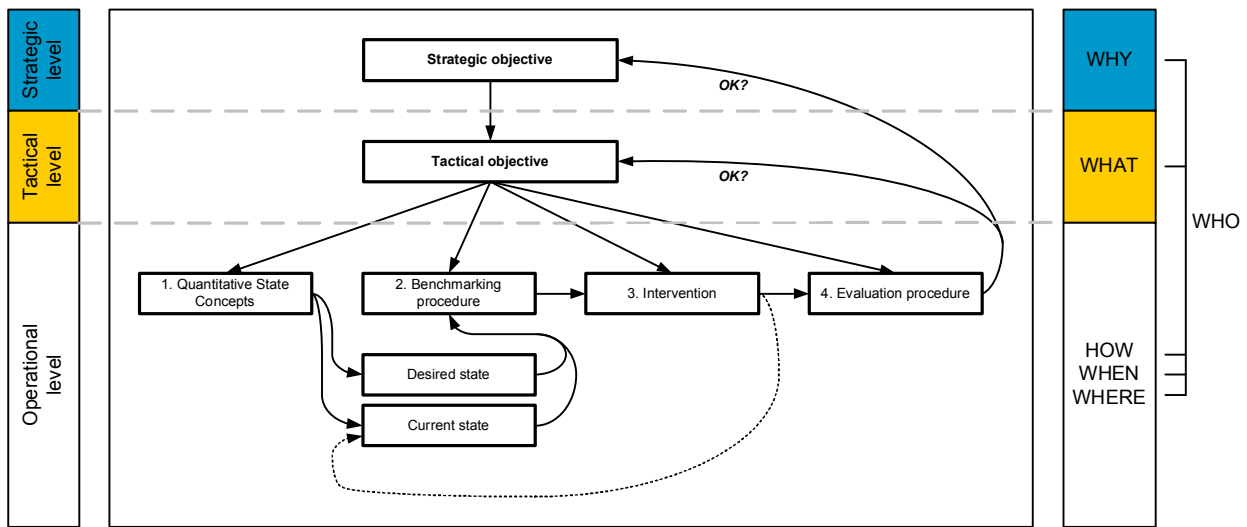 Strategic
level
Strategic objective
WHY
OK?
Tactical
level
Tactical objective
WHAT
OK?
WHO
Operational
level
1. Quantitative State
Concepts
2. Benchmarking
procedure
3. Intervention
4. Evaluation procedure
Desired state
Current state
HOW
WHEN
WHERE